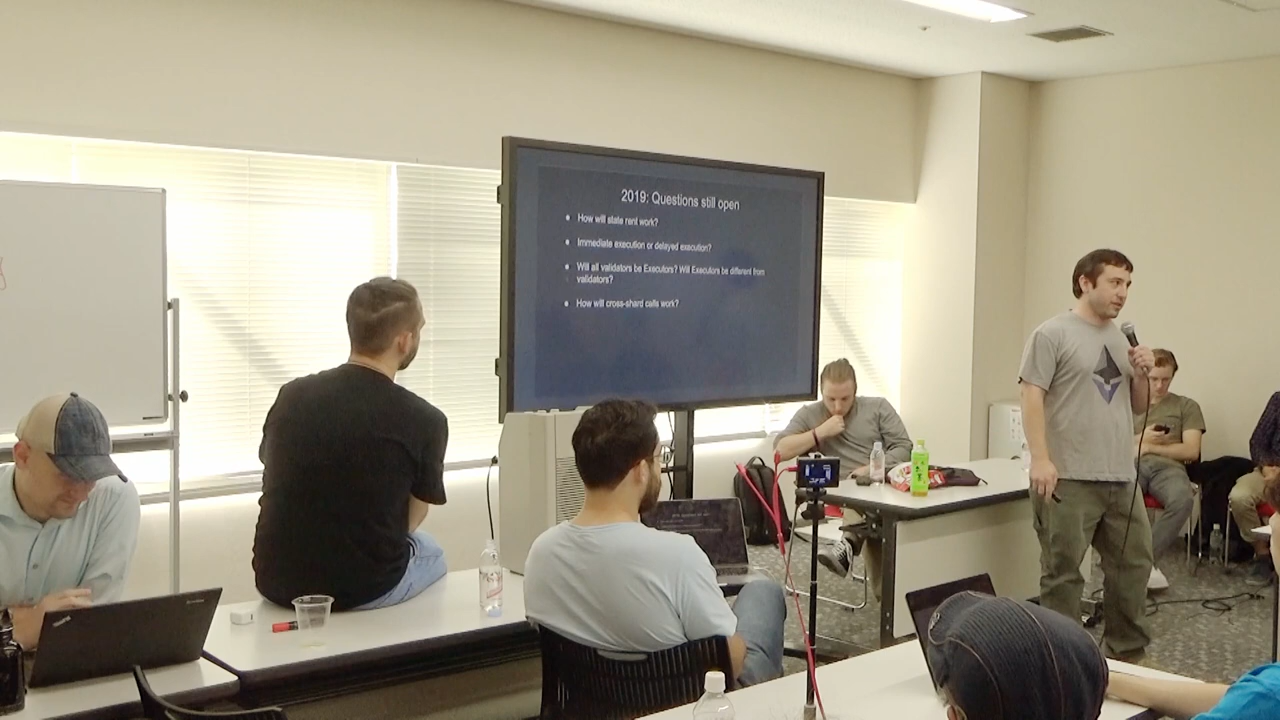 2019: Questions still open
• How will state rent work?
• Immediate execution or delayed execution?
• Will all validators be Executors? Will Executors be different from
validators?
• How will cross-shard calls work?
ThinkPad